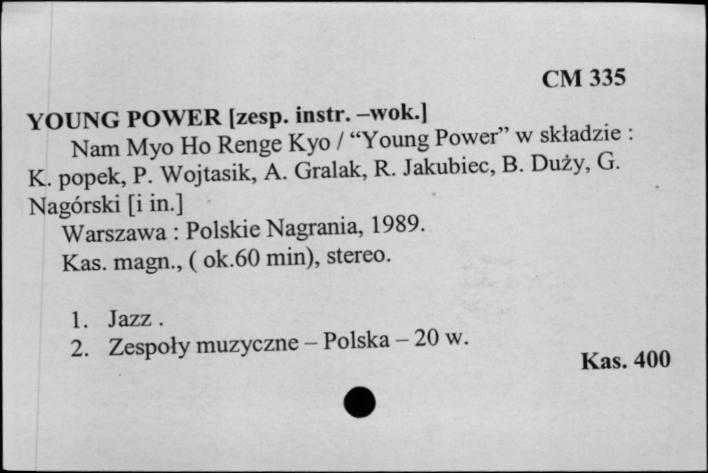 CM 335
YOUNG POWER [zesp. instr. –wok.]
Nam Myo Ho Renge Kyo / “Young Power” w składzie :
K. popek, P. Wojtasik, A. Gralak, R. Jakubiec, B. Duży, G.
Nagórski [i in.]
Warszawa : Polskie Nagrania, 1989.
Kas. magn., ( ok.60 min), stereo.
1. Jazz .
2. Zespoły muzyczne – Polska – 20 w.
Kas. 400